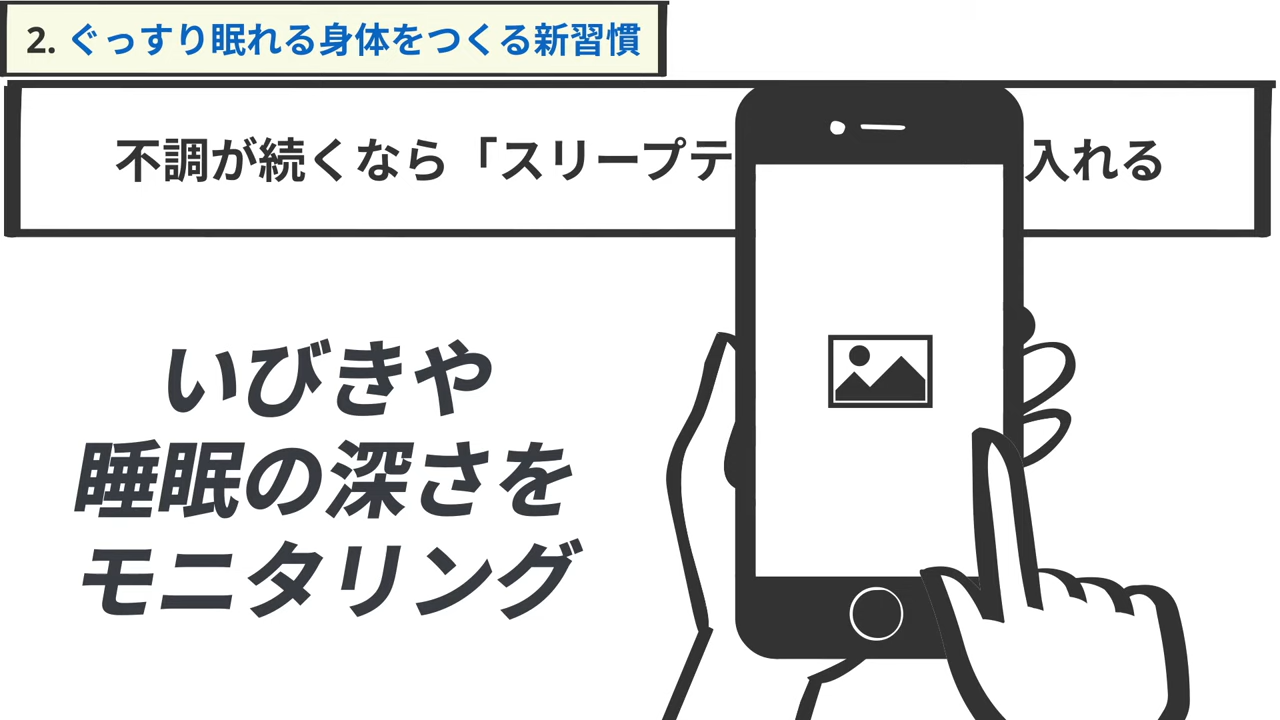 2. ぐっすり眠れる身体をつくる新習慣
不調が続くなら「スリープテ 入れる
いびきや
睡眠の深さを
モニタリング